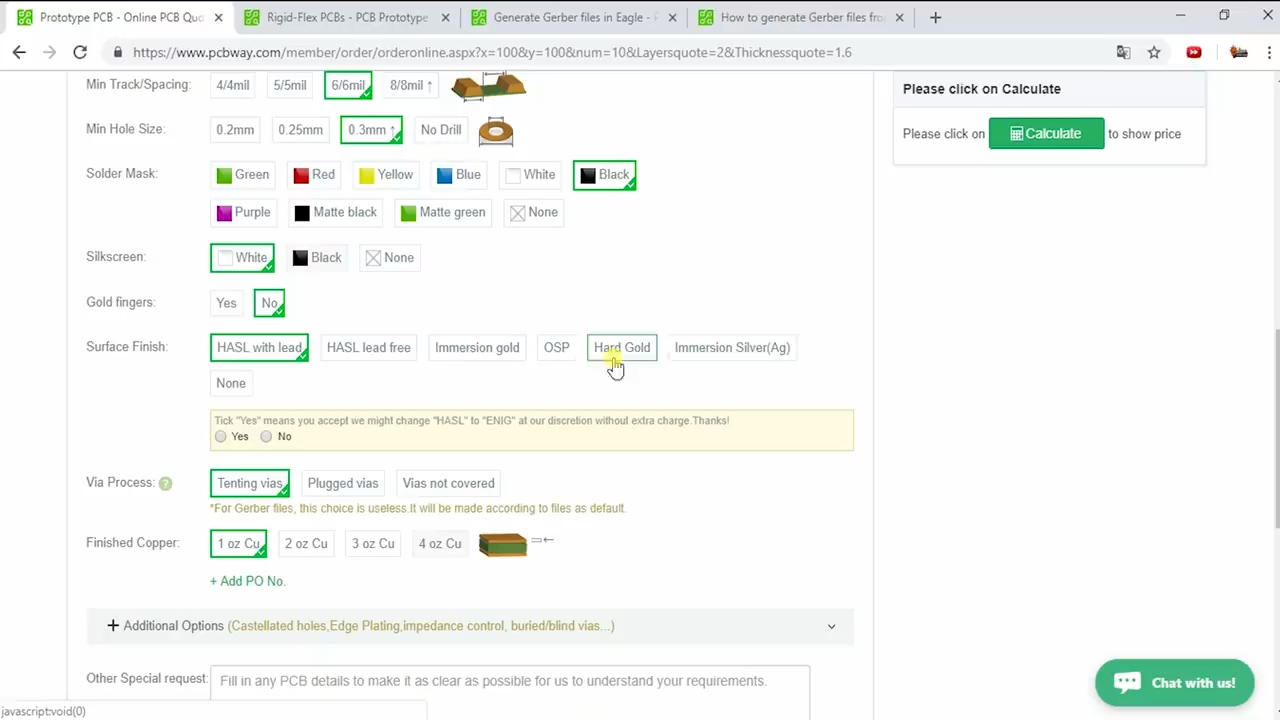 Prototype PCB - Online PCB Quo
Rigid-Flex PCBs - PCB Prototype
Generate Gerber files in Eagle - P
How to generate Gerber files fro
https://www.pcbway.com/member/order/orderonline.aspx?x=100&y=100&num=10&Layersquote=2&Thicknessquote=1.6
Min Track/Spacing: 4/4mil 5/5mil 6/6mil 8/8mil ↑
Min Hole Size: 0.2mm 0.25mm 0.3mm ↑ No Drill
Solder Mask: Green Red Yellow Blue White Black
Purple Matte black Matte green None
Silkscreen: White Black None
Gold fingers: Yes No
Surface Finish: HASL with lead HASL lead free Immersion gold OSP Hard Gold Immersion Silver(Ag)
None
Tick "Yes" means you accept we might change "HASL" to "ENIG" at our discretion without extra charge.Thanks!
Yes No
Via Process: ? Tenting vias Plugged vias Vias not covered
*For Gerber files, this choice is useless.It will be made according to files as default.
Finished Copper: 1 oz Cu 2 oz Cu 3 oz Cu 4 oz Cu
+ Add PO No.
Additional Options (Castellated holes,Edge Plating,impedance control, buried/blind vias...)
Other Special request: Fill in any PCB details to make it as clear as possible for us to understand your requirements.
Please click on Calculate
Please click on Calculate to show price
Chat with us!
javascript:void(0)